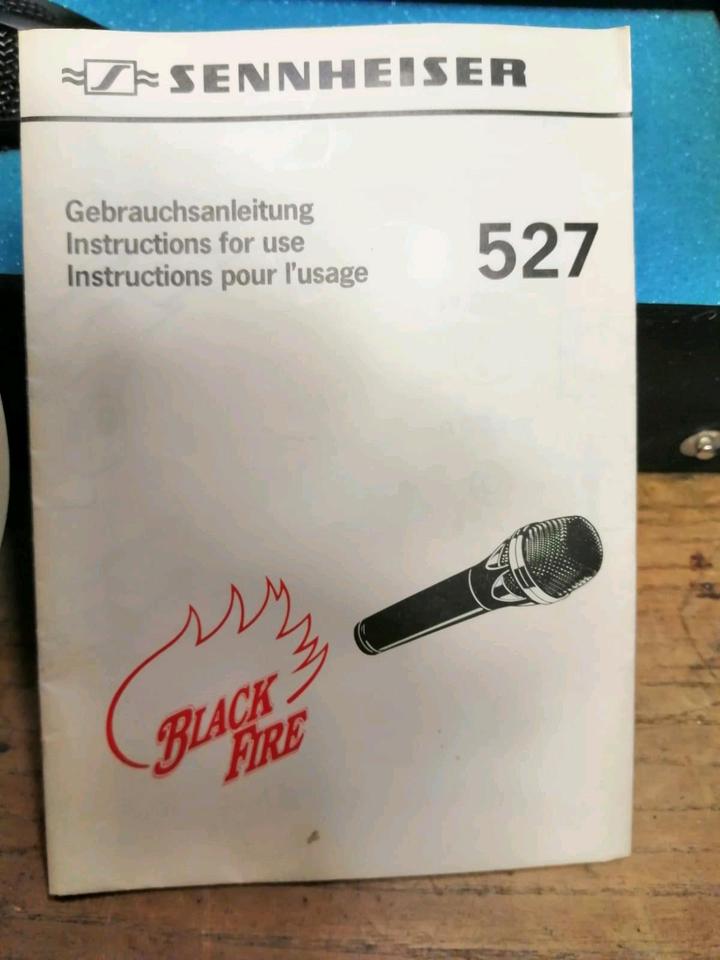 SENNHEISER
Gebrauchsanleitung
Instructions for use
Instructions pour l'usage
527
BLACK
FIRE